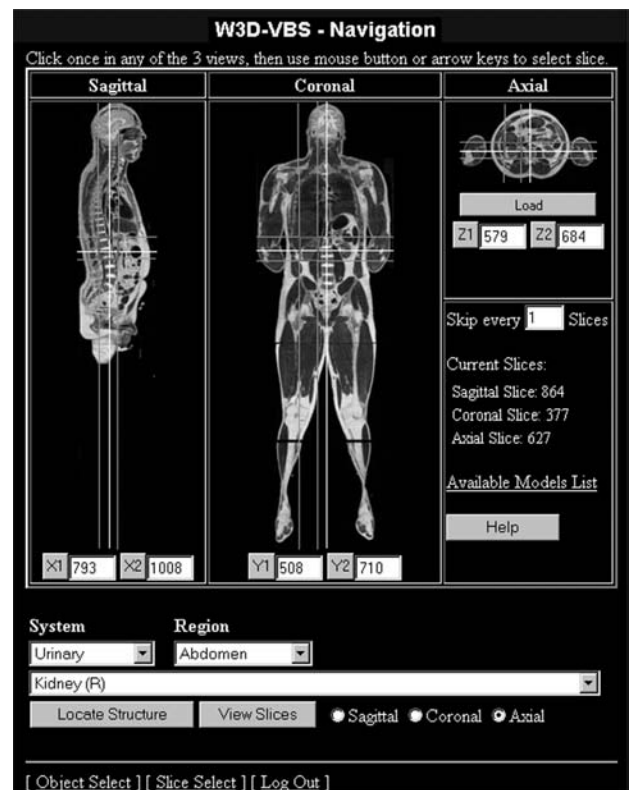 W3D-VBS - Navigation
Click once in any of the 3 views, then use mouse button or arrow keys to select slice.
Sagittal Coronal Axial
Load
Z1 579 Z2 684
Skip every 1 Slices
Current Slices:
Sagittal Slice: 864
Coronal Slice: 377
Axial Slice: 627
Available Models List
Help
X1 793 X2 1008 Y1 508 Y2 710
System Region
Urinary Abdomen
Kidney (R)
Locate Structure View Slices Sagittal Coronal Axial
[ Object Select ] [ Slice Select ] [ Log Out ]